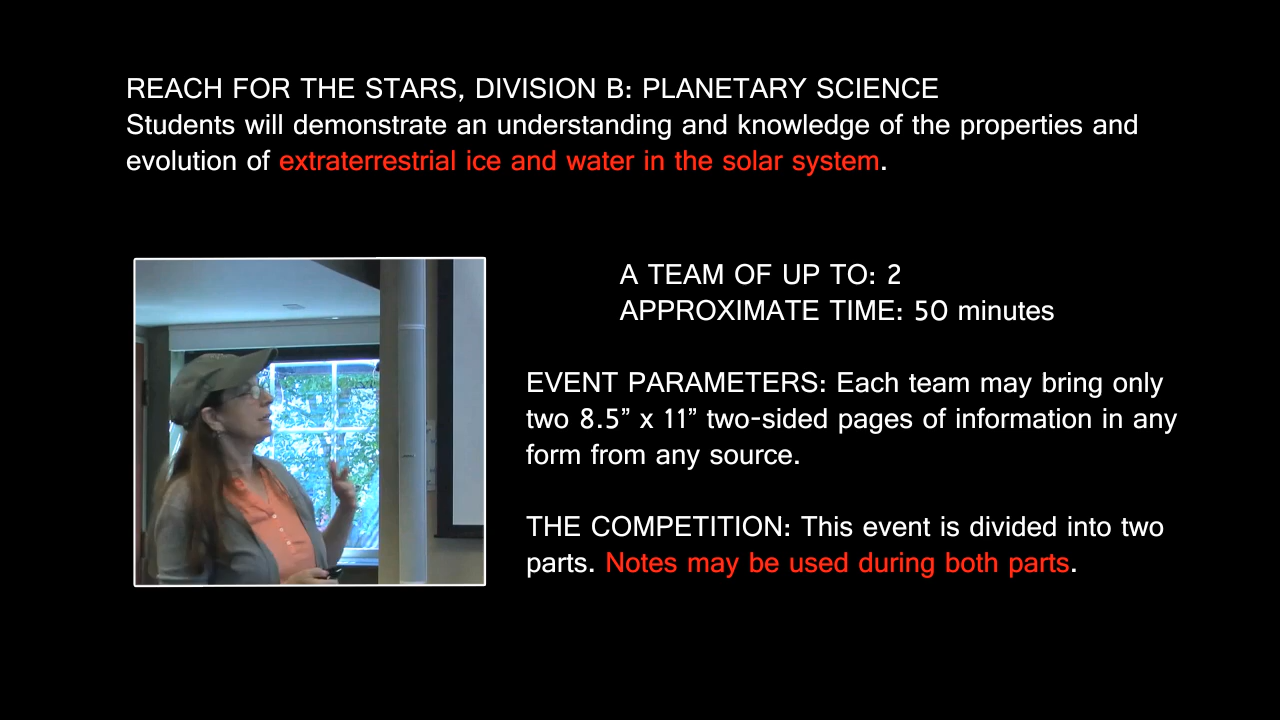 REACH FOR THE STARS, DIVISION B: PLANETARY SCIENCE
Students will demonstrate an understanding and knowledge of the properties and
evolution of extraterrestrial ice and water in the solar system.
A TEAM OF UP TO: 2
APPROXIMATE TIME: 50 minutes
EVENT PARAMETERS: Each team may bring only
two 8.5” x 11” two-sided pages of information in any
form from any source.
THE COMPETITION: This event is divided into two
parts. Notes may be used during both parts.